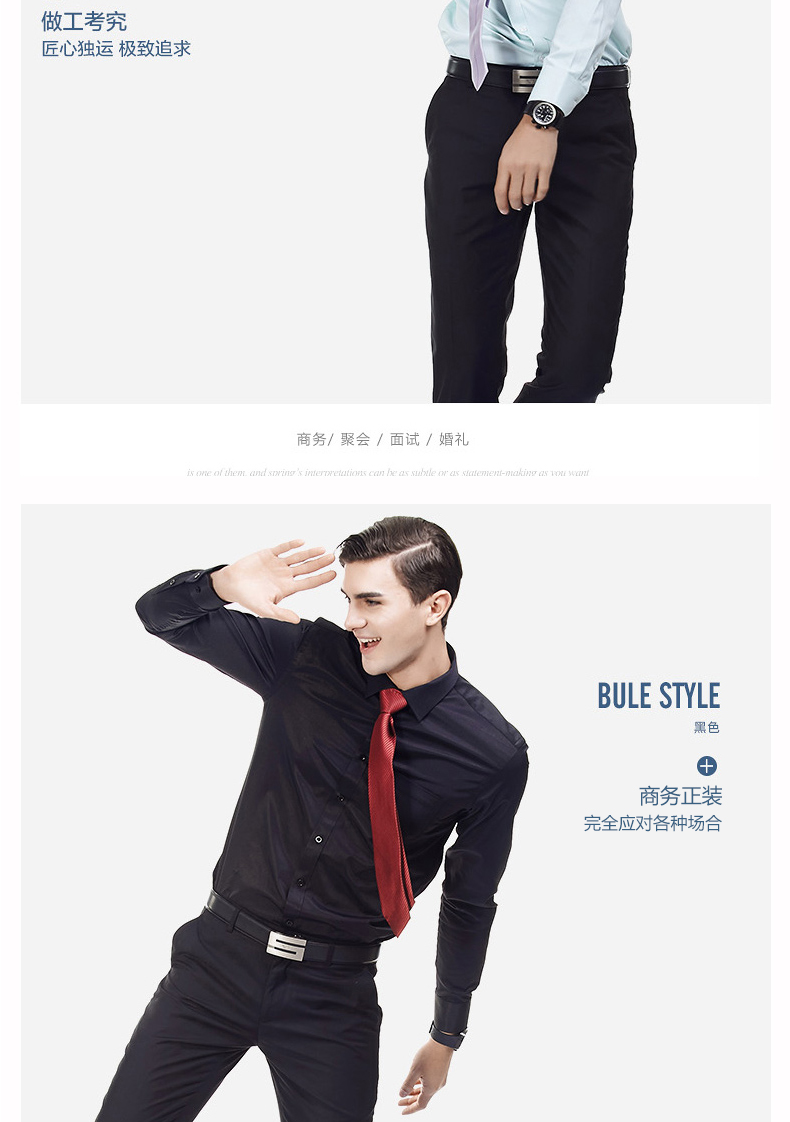 做工考究
匠心独运 极致追求
商务/ 聚会 / 面试 / 婚礼
is one of them, and spring's interpretations can be as subtle or as statement-making as you want
BULE STYLE
黑色
商务正装
完全应对各种场合